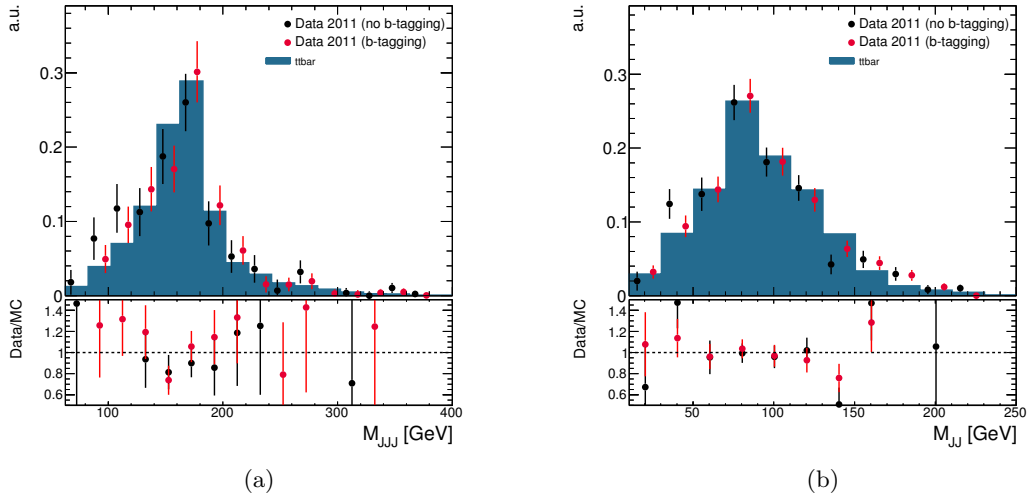 a.u.
Data 2011 (no b-tagging)
Data 2011 (b-tagging)
ttbar
0.3
0.2
0.1
0
Data/MC
1.4
1.2
1
0.8
0.6
100 200 300 400
M_JJJ [GeV]
(a)
a.u.
Data 2011 (no b-tagging)
Data 2011 (b-tagging)
ttbar
0.3
0.2
0.1
0
Data/MC
1.4
1.2
1
0.8
0.6
50 100 150 200 250
M_JJ [GeV]
(b)